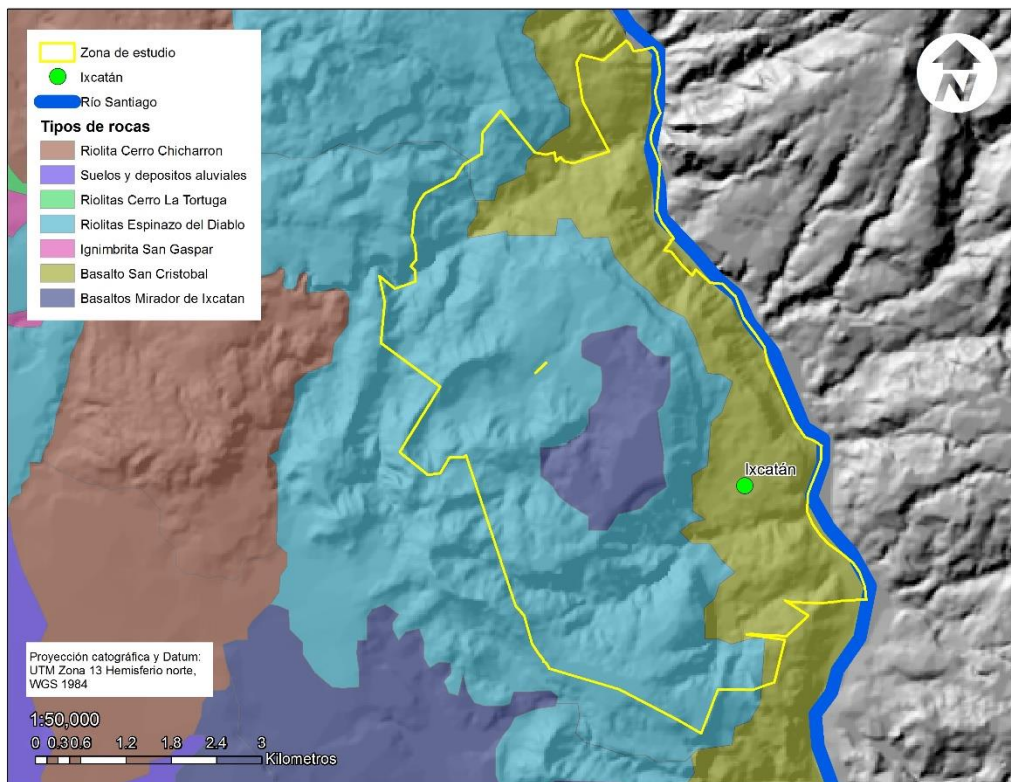 Zona de estudio
Ixcatán
Río Santiago
Tipos de rocas
Riolita Cerro Chicharron
Suelos y depositos aluviales
Riolitas Cerro La Tortuga
Riolitas Espinazo del Diablo
Ignimbrita San Gaspar
Basalto San Cristobal
Basaltos Mirador de Ixcatan
N
Ixcatán
Proyección catográfica y Datum:
UTM Zona 13 Hemisferio norte,
WGS 1984
1:50,000
0 0.30.6 1.2 1.8 2.4 3
Kilometros